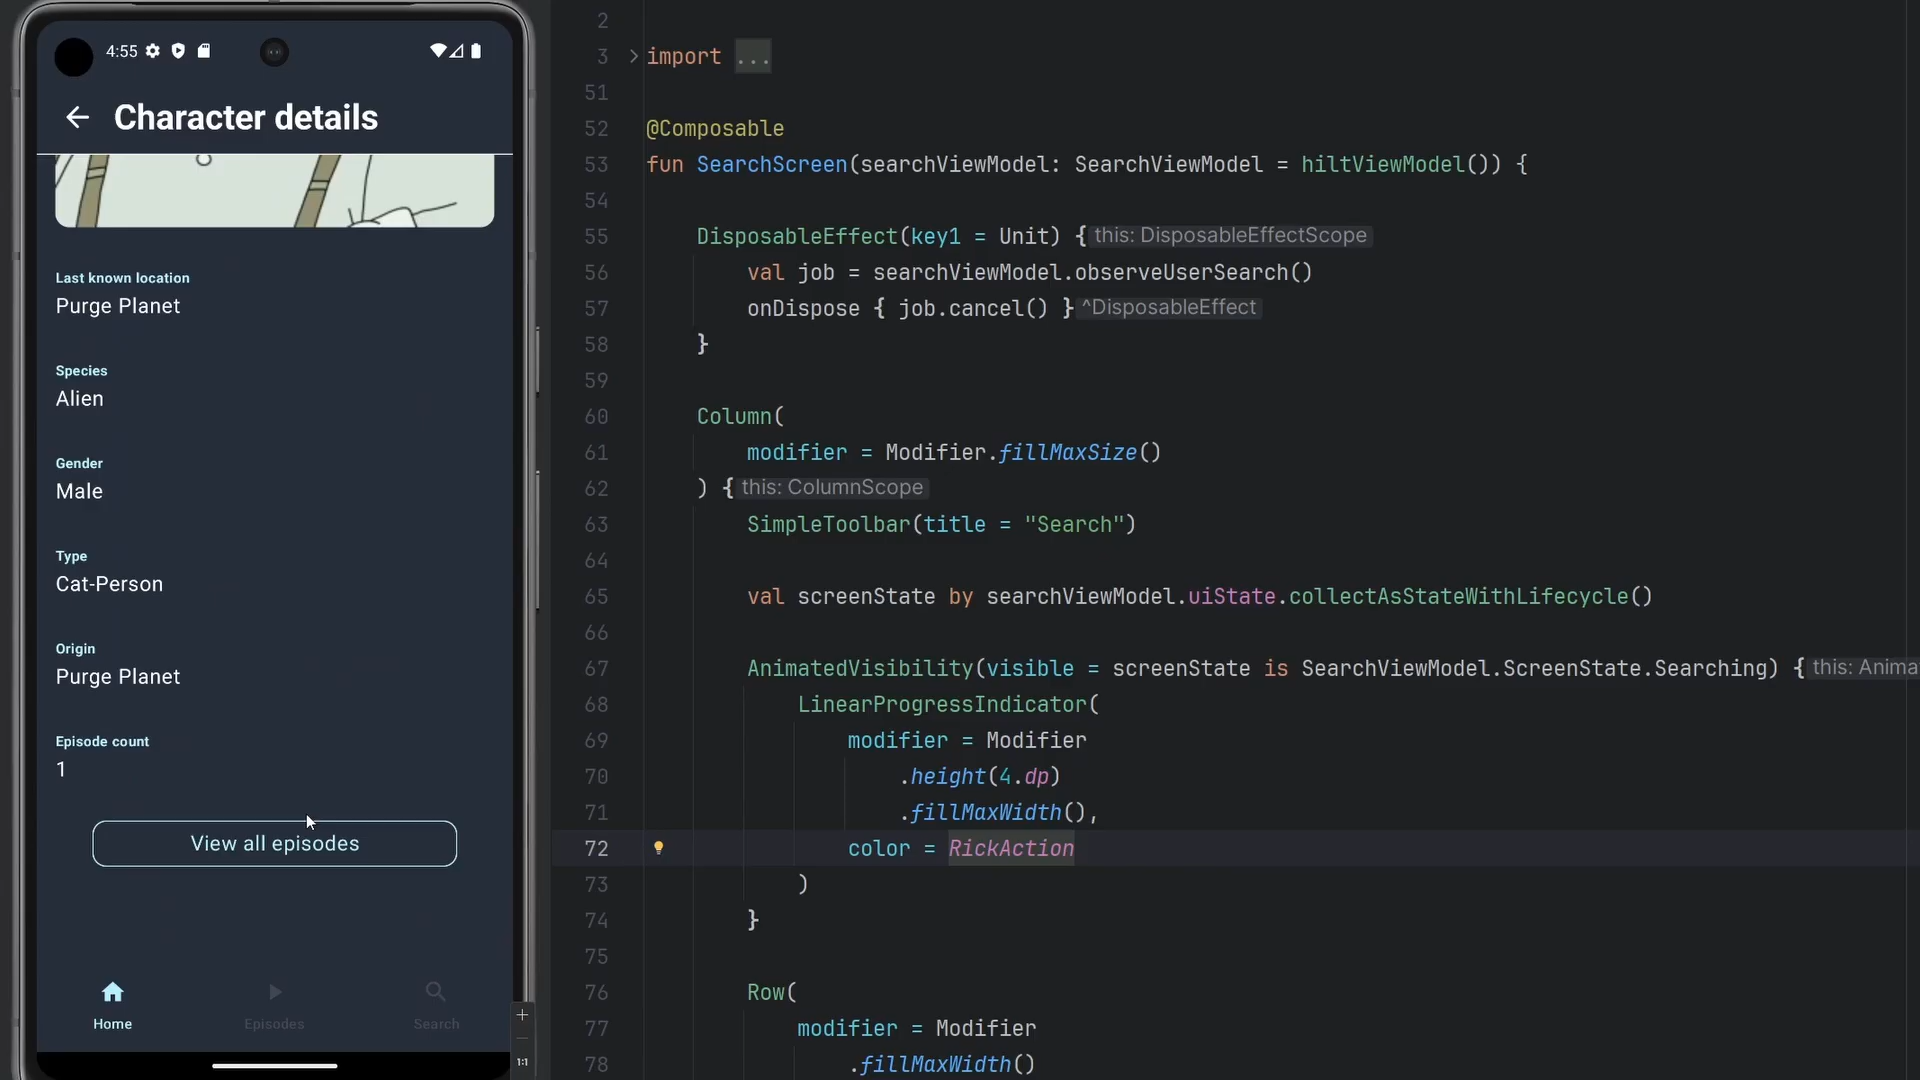 4:55
Character details
Last known location
Purge Planet
Species
Alien
Gender
Male
Type
Cat-Person
Origin
Purge Planet
Episode count
1
View all episodes
Home
Episodes
Search
1:1
2
3 import ...
51
52 @Composable
53 fun SearchScreen(searchViewModel: SearchViewModel = hiltViewModel()) {
54
55 DisposableEffect(key1 = Unit) { this: DisposableEffectScope
56 val job = searchViewModel.observeUserSearch()
57 onDispose { job.cancel() } ^DisposableEffect
58 }
59
60 Column(
61 modifier = Modifier.fillMaxSize()
62 ) { this: ColumnScope
63 SimpleToolbar(title = "Search")
64
65 val screenState by searchViewModel.uiState.collectAsStateWithLifecycle()
66
67 AnimatedVisibility(visible = screenState is SearchViewModel.ScreenState.Searching) { this: Anima
68 LinearProgressIndicator(
69 modifier = Modifier
70 .height(4.dp)
71 .fillMaxWidth(),
72 color = RickAction
73 )
74 }
75
76 Row(
77 modifier = Modifier
78 .fillMaxWidth()